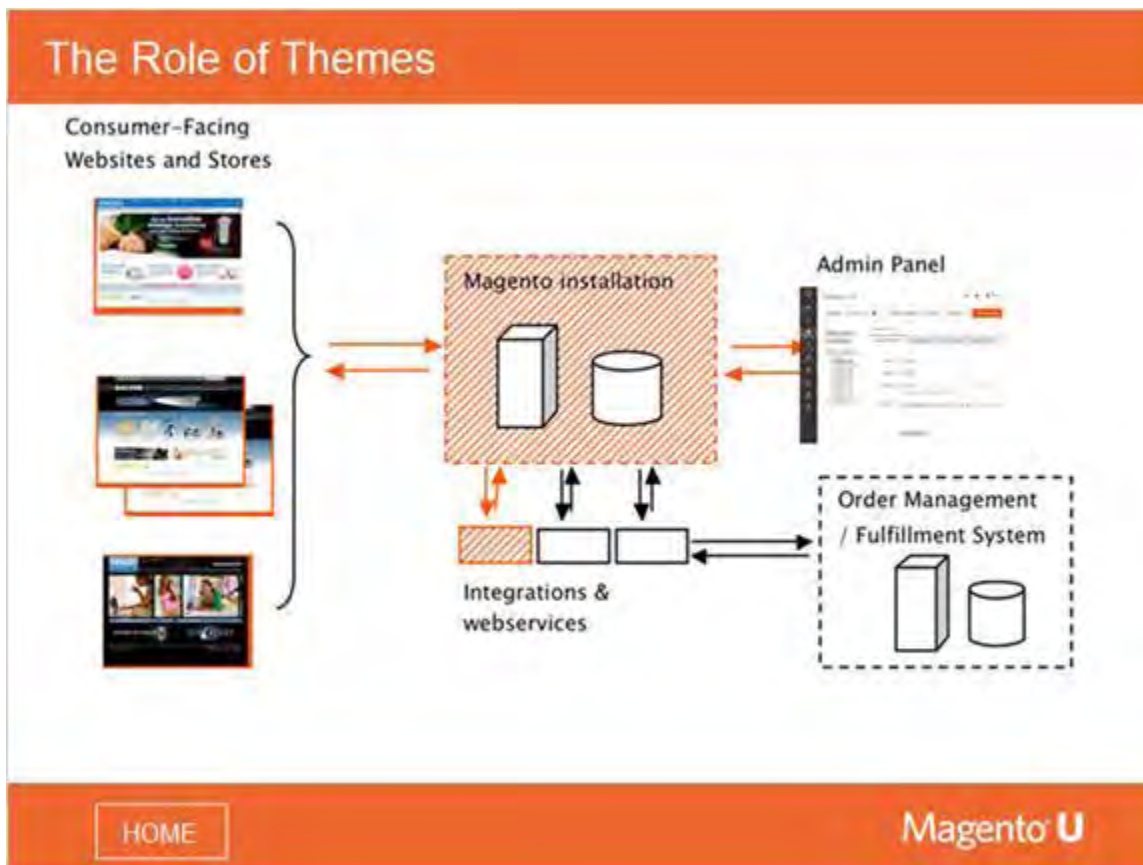 The Role of Themes
Consumer-Facing
Websites and Stores
Magento installation
Admin Panel
Order Management
/ Fulfillment System
Integrations &
webservices
HOME
Magento U